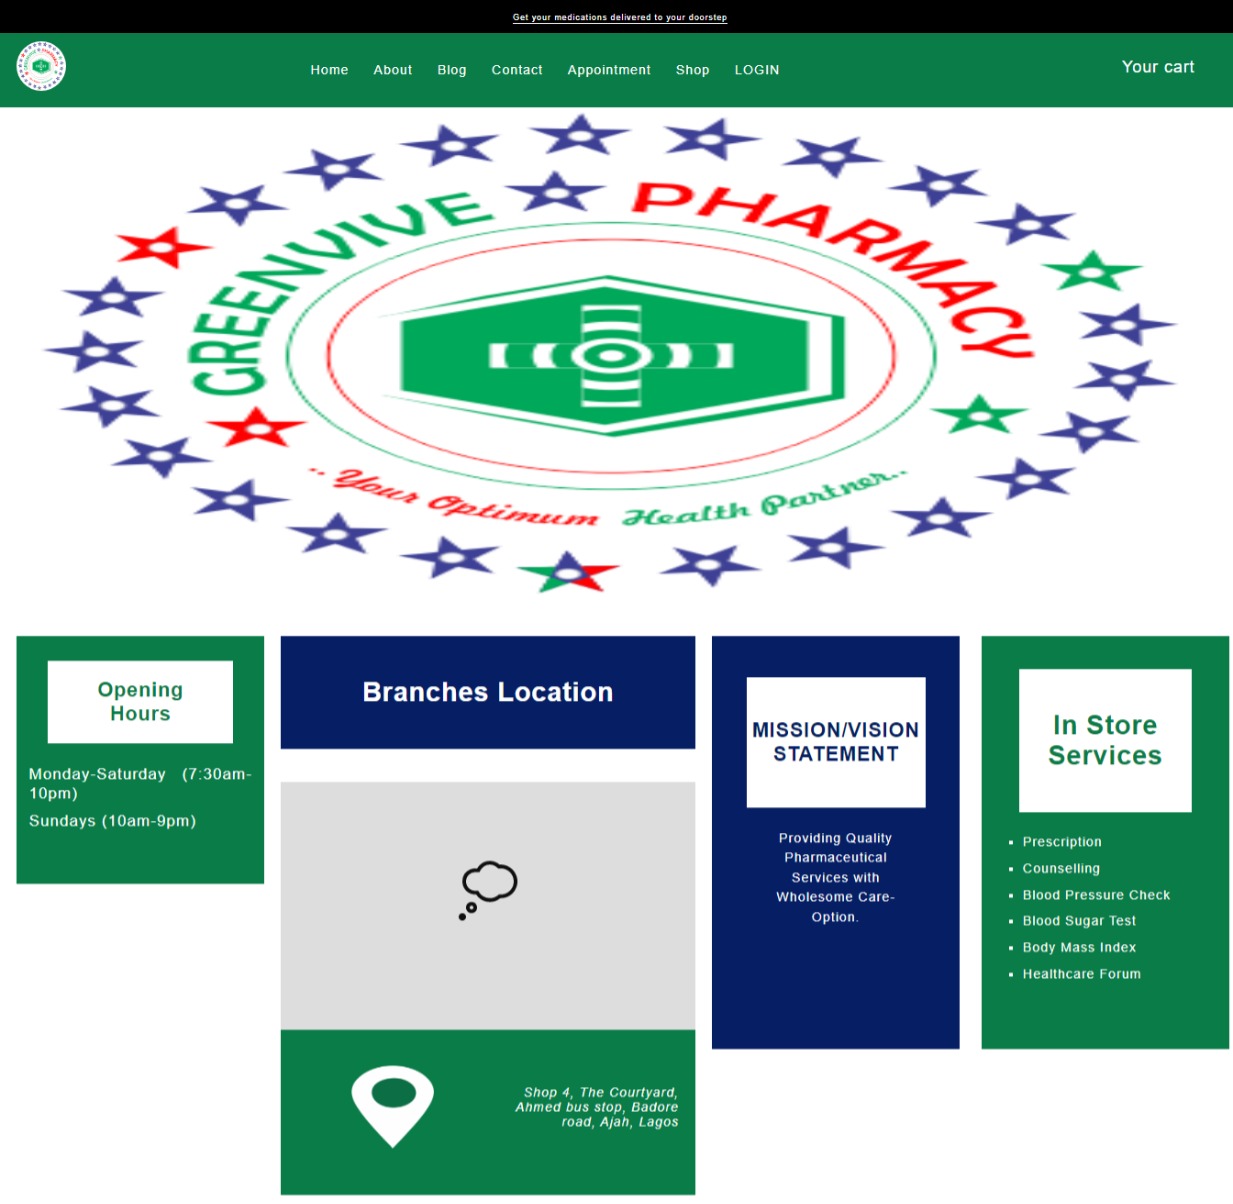 Get your medications delivered to your doorstep
Home About Blog Contact Appointment Shop LOGIN
Your cart
GREENVIVE PHARMACY
.. Your Optimum Health Partner..
Opening
Hours
Monday-Saturday (7:30am-
10pm)
Sundays (10am-9pm)
Branches Location
Shop 4, The Courtyard,
Ahmed bus stop, Badore
road, Ajah, Lagos
MISSION/VISION
STATEMENT
Providing Quality
Pharmaceutical
Services with
Wholesome Care-
Option.
In Store
Services
Prescription
Counselling
Blood Pressure Check
Blood Sugar Test
Body Mass Index
Healthcare Forum